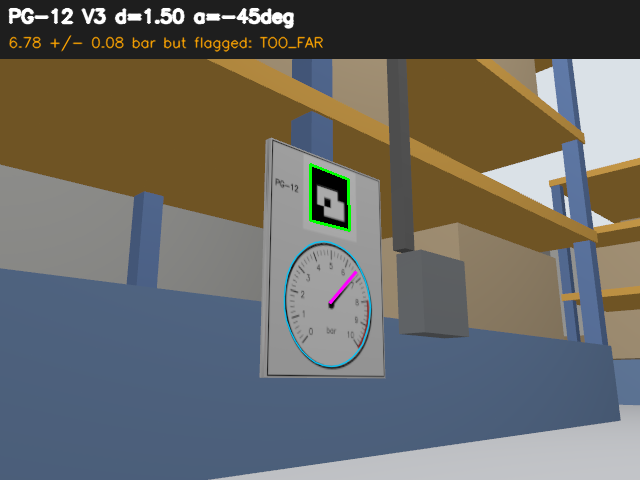 PG-12 V3 d=1.50 a=-45deg
6.78 +/- 0.08 bar but flagged: TOO_FAR
PG-12
0 1 2 3 4 5 6 7 8 9 10
bar